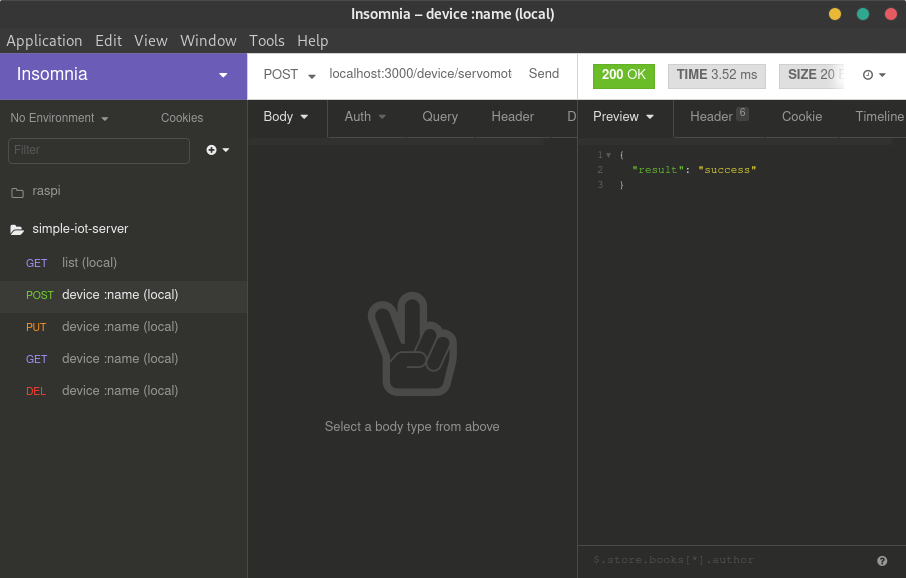 Insomnia – device :name (local)
Application Edit View Window Tools Help
Insomnia
POST localhost:3000/device/servomot Send
200 OK TIME 3.52 ms SIZE 20
No Environment Cookies
Body Auth Query Header
Preview Header 6 Cookie Timeline
Filter
raspi
simple-iot-server
GET list (local)
POST device :name (local)
PUT device :name (local)
GET device :name (local)
DEL device :name (local)
Select a body type from above
1 {
2 "result": "success"
3 }
$.store.books[*].author